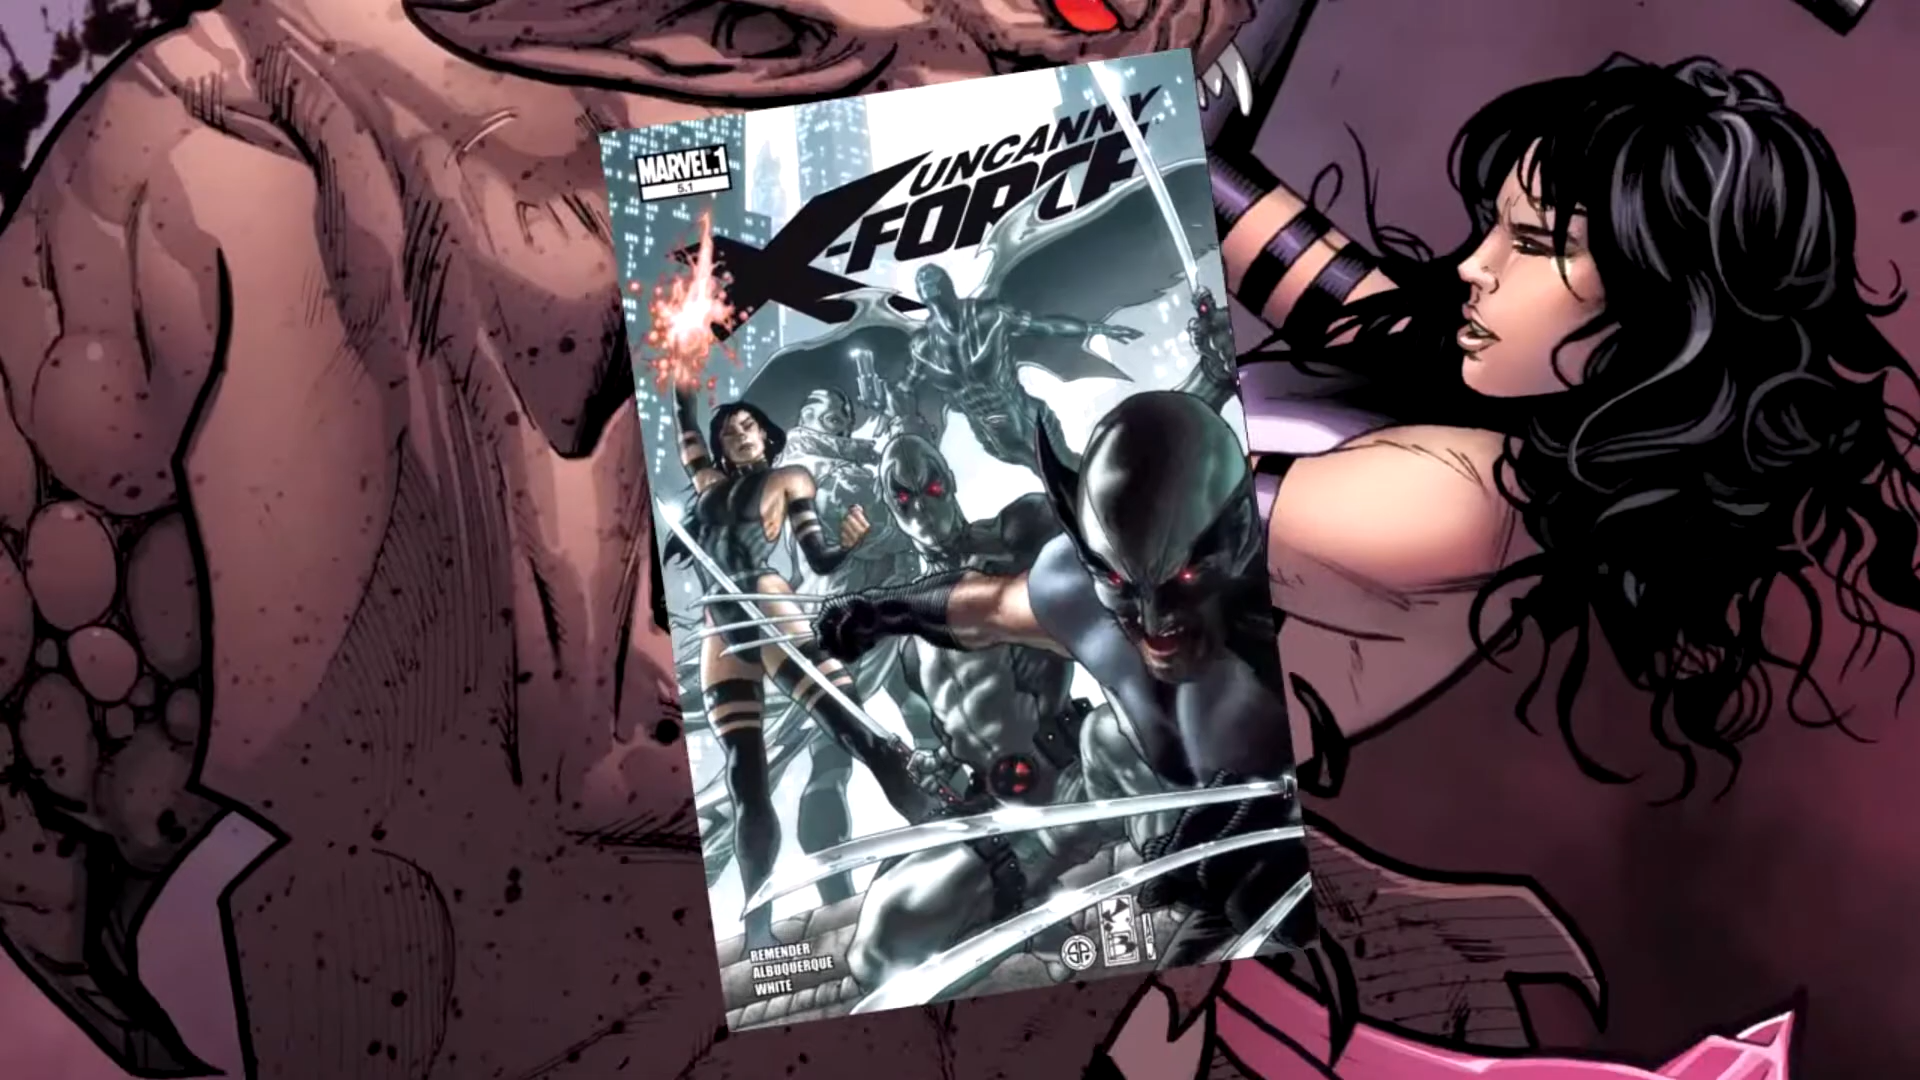 MARVEL.1
5.1
UNCANNY
X-FORCE
REMENDER
ALBUQUERQUE
WHITE